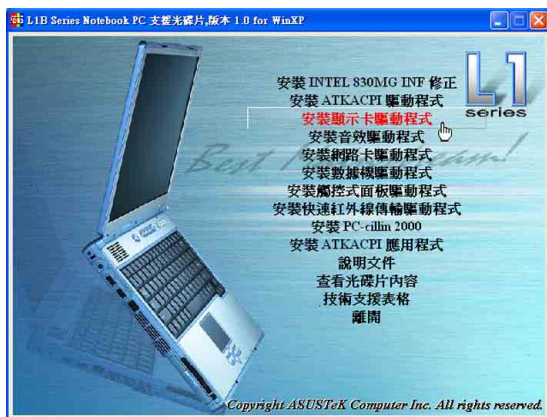 L1B Series Notebook PC 支援光碟片,版本 1.0 for WinXP
L1
series
安裝 INTEL 830MG INF 修正
安裝 ATKACPI 驅動程式
安裝顯示卡驅動程式
安裝音效驅動程式
安裝網路卡驅動程式
安裝數據機驅動程式
安裝觸控式面板驅動程式
安裝快速紅外線傳輸驅動程式
安裝 PC-cillin 2000
安裝 ATKACPI 應用程式
說明文件
查看光碟片內容
技術支援表格
離開
Copyright ASUSTeK Computer Inc. All rights reserved.